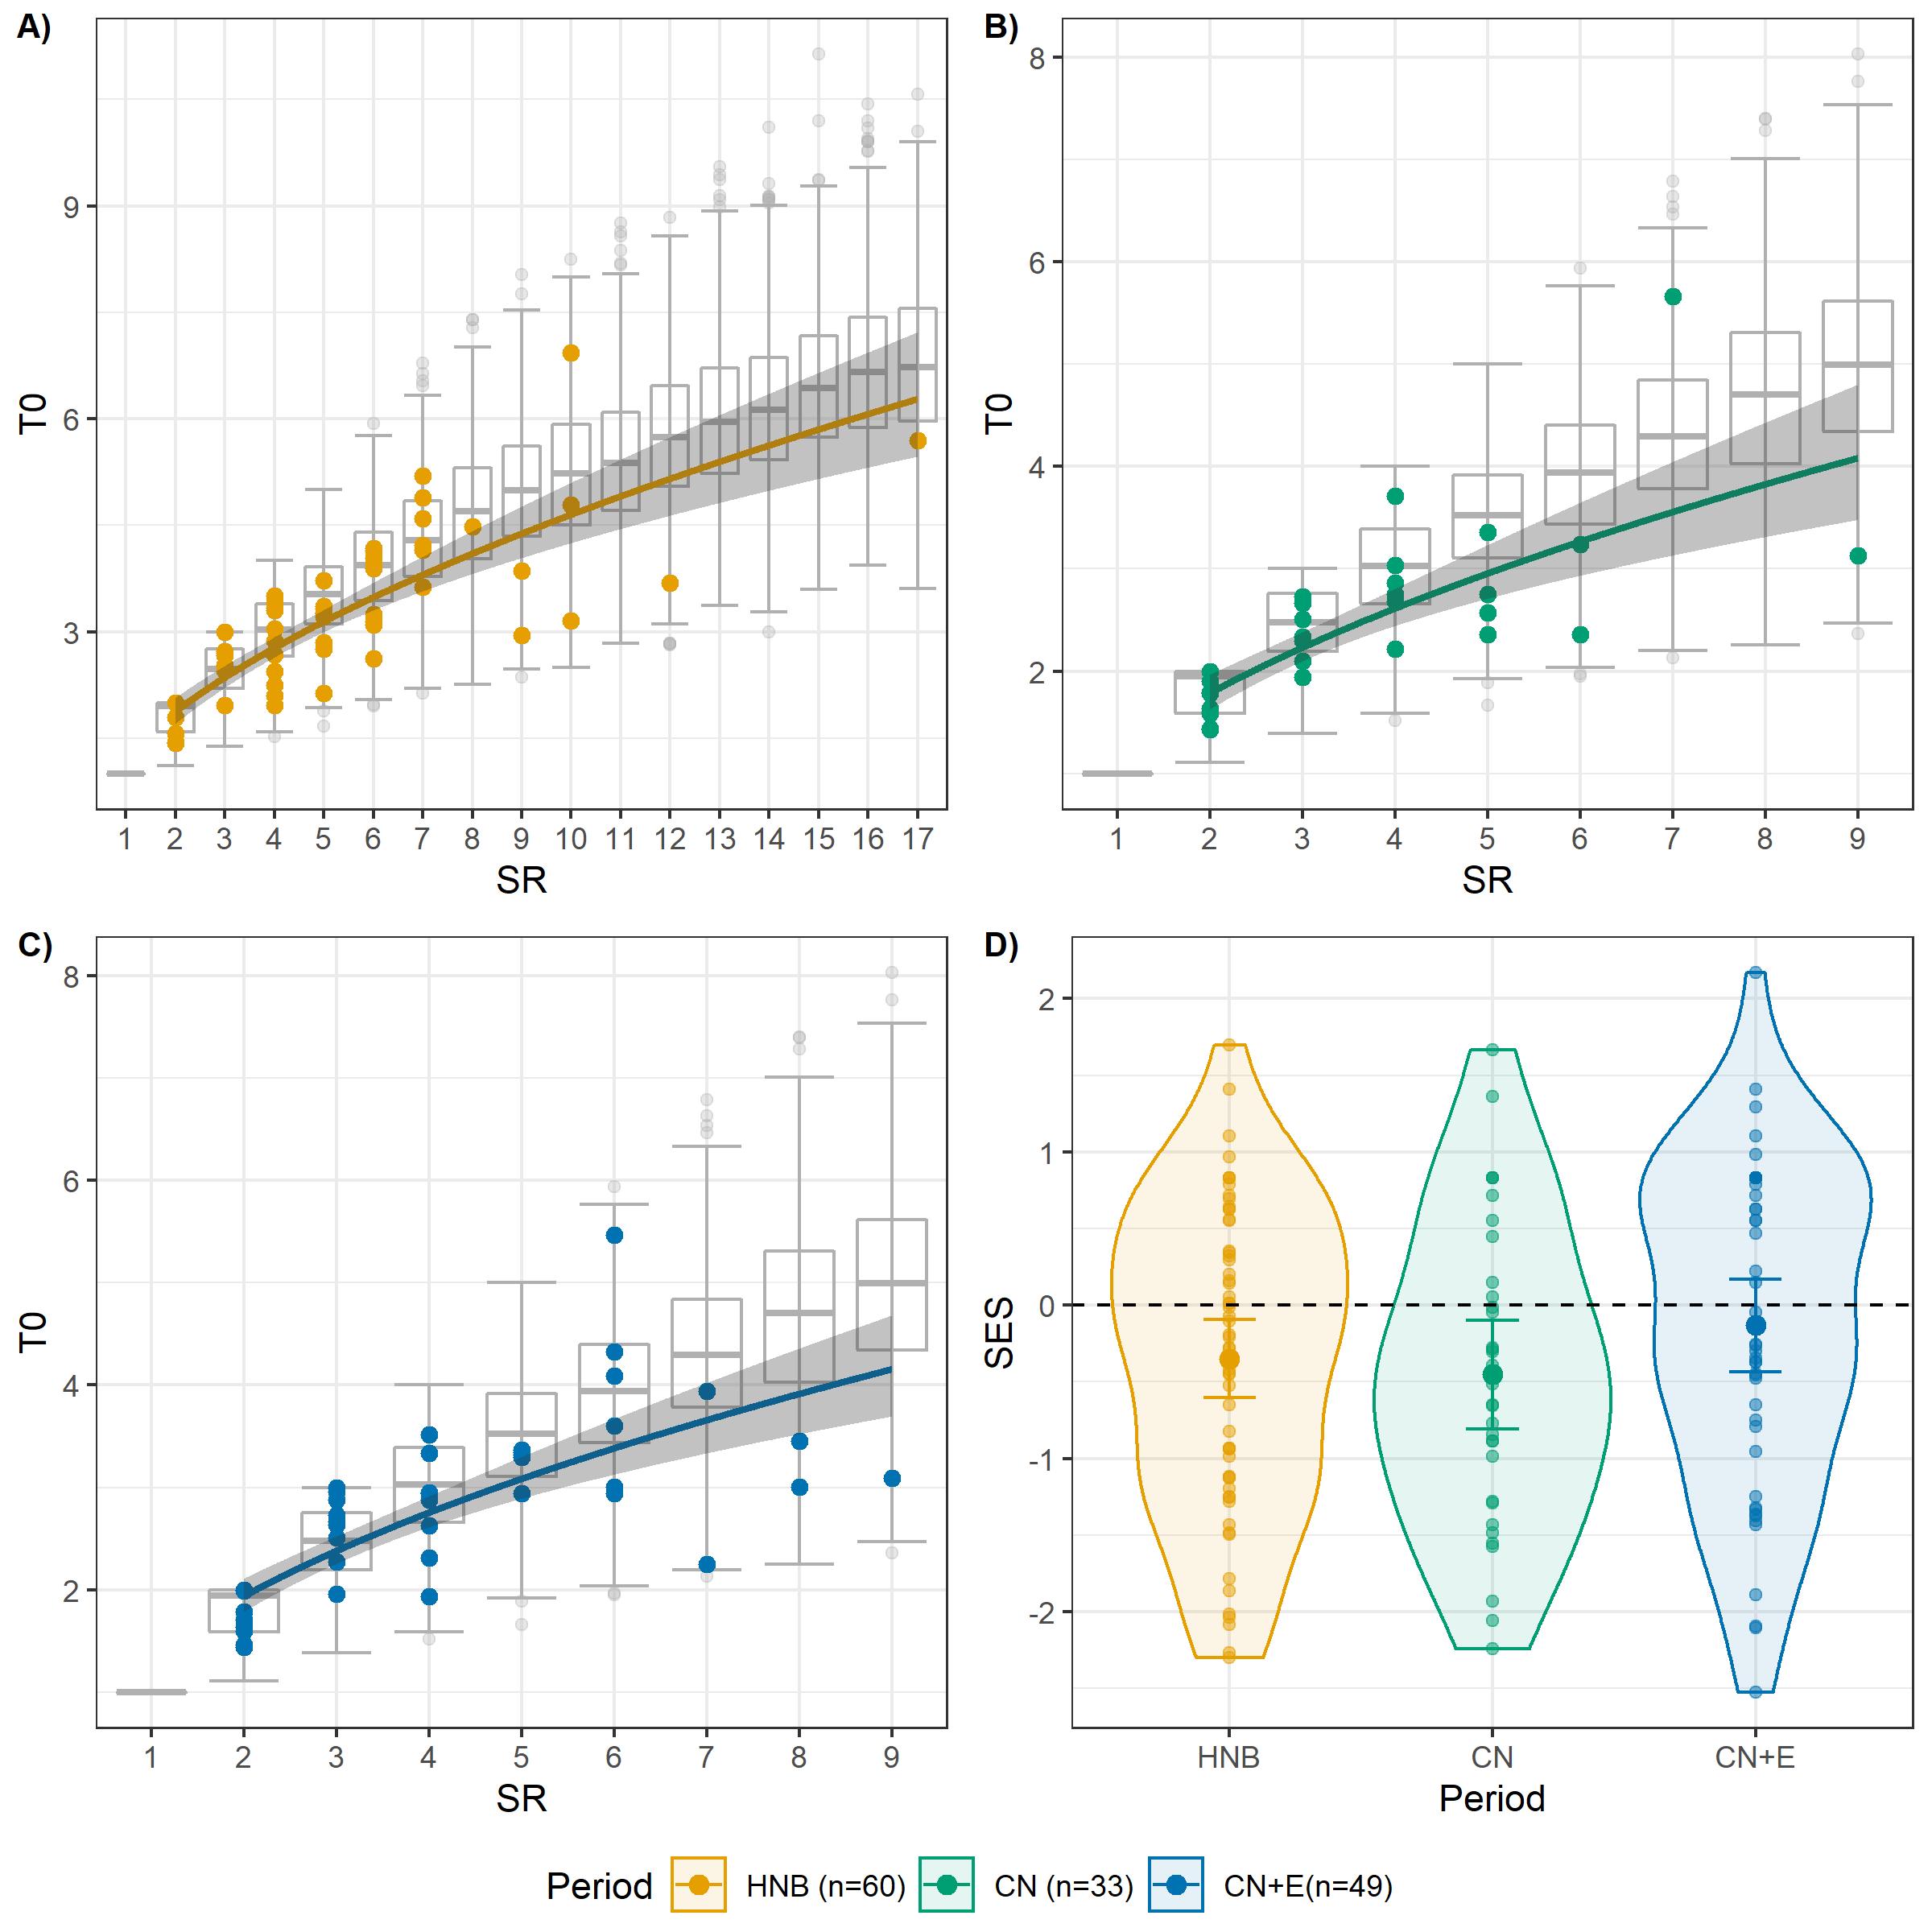 A)
T0
9
6
3
1 2 3 4 5 6 7 8 9 10 11 12 13 14 15 16 17
SR
B)
T0
8
6
4
2
1 2 3 4 5 6 7 8 9
SR
C)
T0
8
6
4
2
1 2 3 4 5 6 7 8 9
SR
D)
SES
2
1
0
-1
-2
HNB CN CN+E
Period
Period HNB (n=60) CN (n=33) CN+E(n=49)